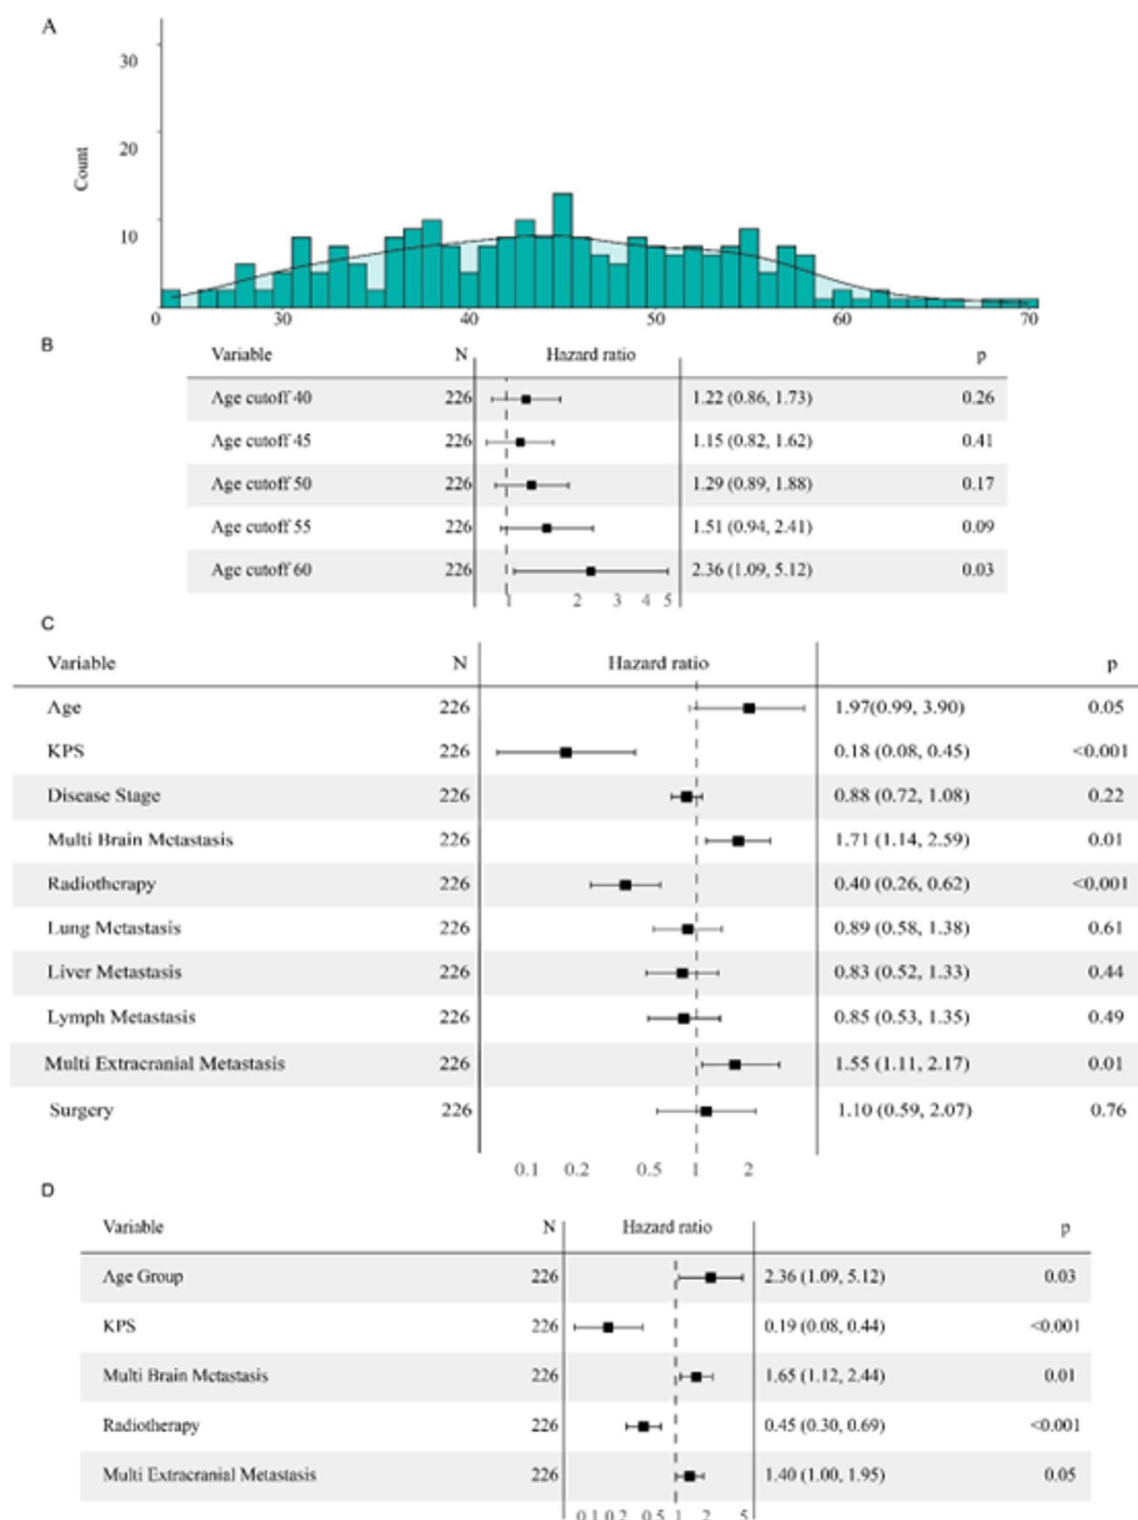 A
30
20
10
Count
0 30 40 50 60 70
B
Variable N Hazard ratio p
Age cutoff 40 226 1.22 (0.86, 1.73) 0.26
Age cutoff 45 226 1.15 (0.82, 1.62) 0.41
Age cutoff 50 226 1.29 (0.89, 1.88) 0.17
Age cutoff 55 226 1.51 (0.94, 2.41) 0.09
Age cutoff 60 226 2.36 (1.09, 5.12) 0.03
1 2 3 4 5
C
Variable N Hazard ratio p
Age 226 1.97(0.99, 3.90) 0.05
KPS 226 0.18 (0.08, 0.45) <0.001
Disease Stage 226 0.88 (0.72, 1.08) 0.22
Multi Brain Metastasis 226 1.71 (1.14, 2.59) 0.01
Radiotherapy 226 0.40 (0.26, 0.62) <0.001
Lung Metastasis 226 0.89 (0.58, 1.38) 0.61
Liver Metastasis 226 0.83 (0.52, 1.33) 0.44
Lymph Metastasis 226 0.85 (0.53, 1.35) 0.49
Multi Extracranial Metastasis 226 1.55 (1.11, 2.17) 0.01
Surgery 226 1.10 (0.59, 2.07) 0.76
0.1 0.2 0.5 1 2
D
Variable N Hazard ratio p
Age Group 226 2.36 (1.09, 5.12) 0.03
KPS 226 0.19 (0.08, 0.44) <0.001
Multi Brain Metastasis 226 1.65 (1.12, 2.44) 0.01
Radiotherapy 226 0.45 (0.30, 0.69) <0.001
Multi Extracranial Metastasis 226 1.40 (1.00, 1.95) 0.05
0.1 0.2 0.5 1 2 5